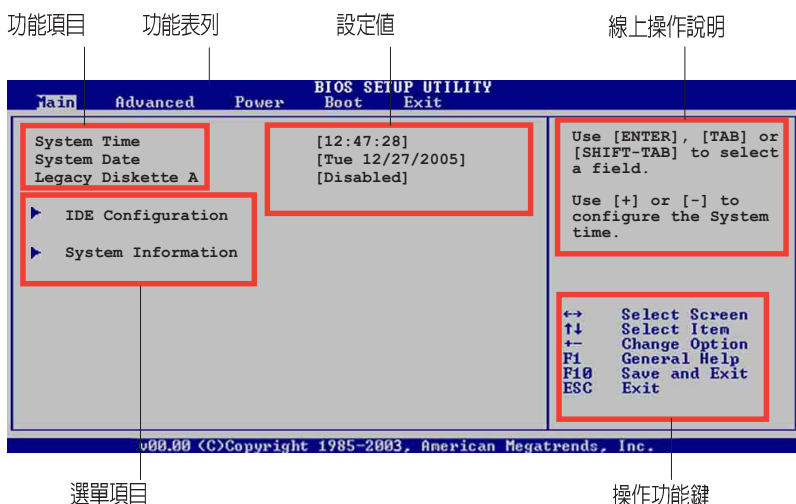 功能項目 功能表列 設定值 線上操作說明
BIOS SETUP UTILITY
Main Advanced Power Boot Exit
System Time [12:47:28]
System Date [Tue 12/27/2005]
Legacy Diskette A [Disabled]
IDE Configuration
System Information
Use [ENTER], [TAB] or
[SHIFT-TAB] to select
a field.
Use [+] or [-] to
configure the System
time.
←→ Select Screen
↑↓ Select Item
+- Change Option
F1 General Help
F10 Save and Exit
ESC Exit
v00.00 (C)Copyright 1985-2003, American Megatrends, Inc.
選單項目 操作功能鍵